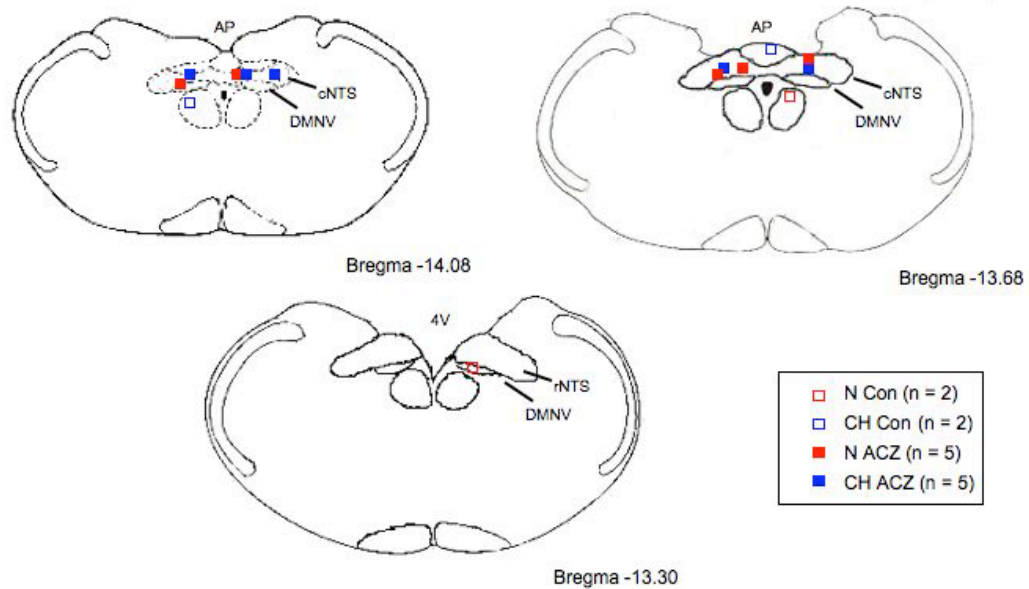 AP
cNTS
DMNV
Bregma -14.08
AP
cNTS
DMNV
Bregma -13.68
4V
rNTS
DMNV
Bregma -13.30
N Con (n = 2)
CH Con (n = 2)
N ACZ (n = 5)
CH ACZ (n = 5)